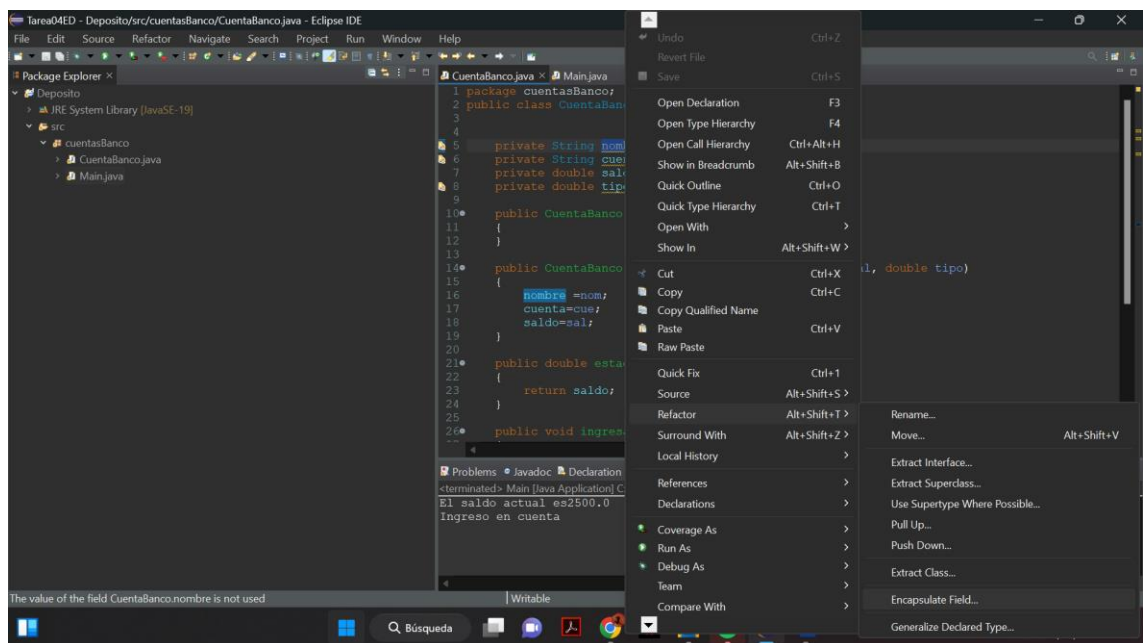 Tarea04ED - Deposito/src/cuentasBanco/CuentaBanco.java - Eclipse IDE
File Edit Source Refactor Navigate Search Project Run Window Help
Package Explorer
Deposito
JRE System Library [JavaSE-19]
src
cuentasBanco
CuentaBanco.java
Main.java
CuentaBanco.java Main.java
1 package cuentasBanco;
2 public class CuentaBan
3
4
5 private String nom
6 private String cue
7 private double sal
8 private double tip
9
10 public CuentaBanco
11 {
12 }
13
14 public CuentaBanco l, double tipo)
15 {
16 nombre =nom;
17 cuenta=cue;
18 saldo=sal;
19 }
20
21 public double esta
22 {
23 return saldo;
24 }
25
26 public void ingres
Problems Javadoc Declaration
<terminated> Main [Java Application] C:
El saldo actual es2500.0
Ingreso en cuenta
The value of the field CuentaBanco.nombre is not used Writable
Búsqueda
Undo Ctrl+Z
Revert File
Save Ctrl+S
Open Declaration F3
Open Type Hierarchy F4
Open Call Hierarchy Ctrl+Alt+H
Show in Breadcrumb Alt+Shift+B
Quick Outline Ctrl+O
Quick Type Hierarchy Ctrl+T
Open With
Show In Alt+Shift+W
Cut Ctrl+X
Copy Ctrl+C
Copy Qualified Name
Paste Ctrl+V
Raw Paste
Quick Fix Ctrl+1
Source Alt+Shift+S
Refactor Alt+Shift+T
Surround With Alt+Shift+Z
Local History
References
Declarations
Coverage As
Run As
Debug As
Team
Compare With
Rename...
Move... Alt+Shift+V
Extract Interface...
Extract Superclass...
Use Supertype Where Possible...
Pull Up...
Push Down...
Extract Class...
Encapsulate Field...
Generalize Declared Type...